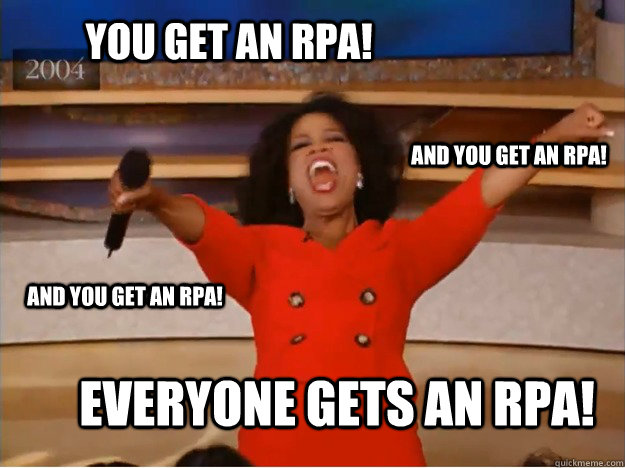 YOU GET AN RPA!
2004
AND YOU GET AN RPA!
AND YOU GET AN RPA!
EVERYONE GETS AN RPA!
quickmeme.com